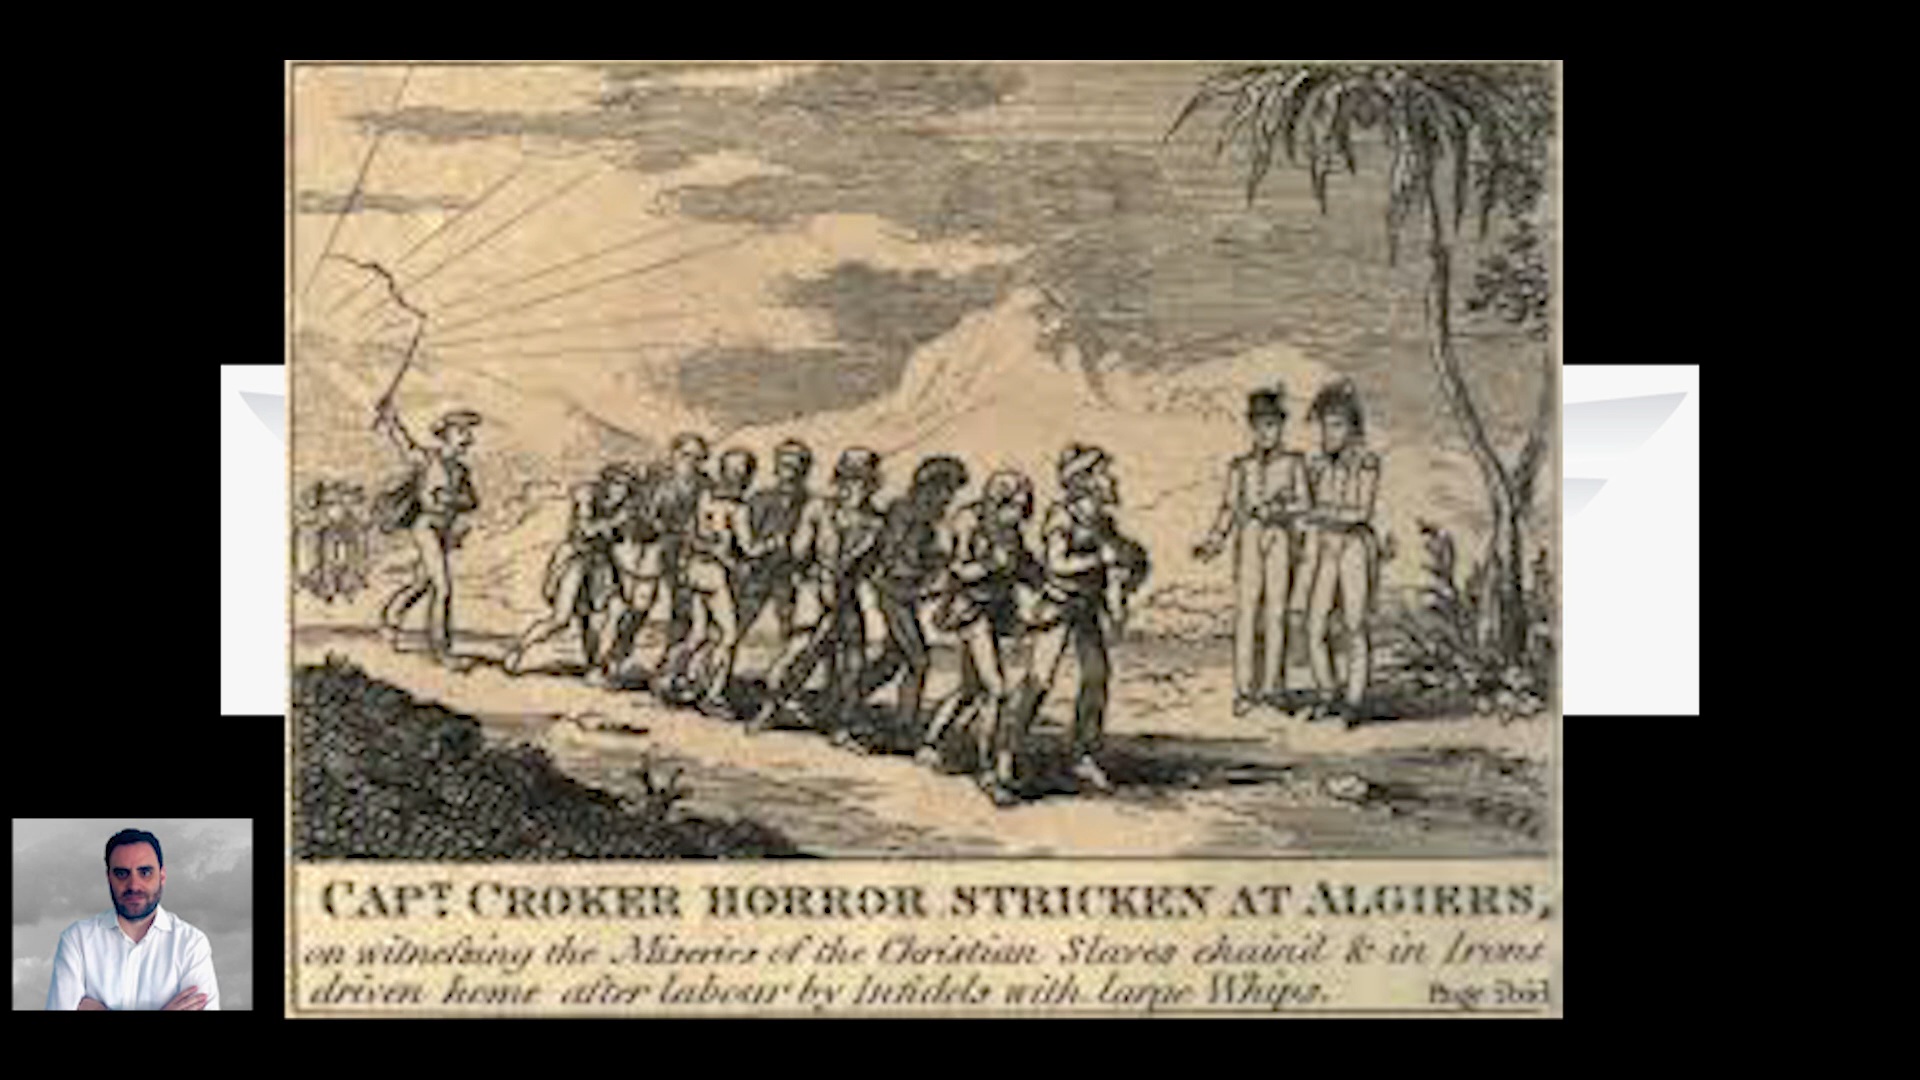 CAPT. CROKER HORROR STRICKEN AT ALGIERS,
on witneſsing the Miseries of the Christian Slaves chain'd & in Irons
driven home after labour by Infidels with large Whips.
Page